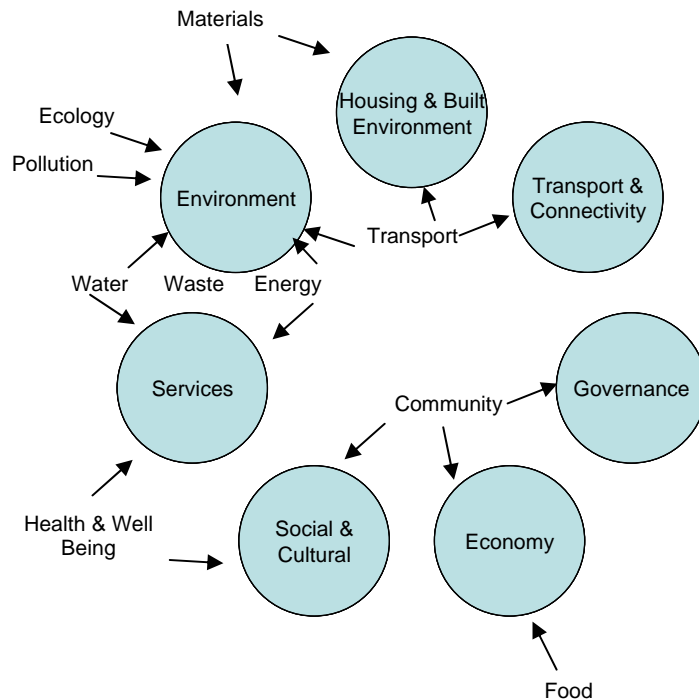 Materials
Housing & Built
Environment
Ecology
Pollution
Environment
Transport &
Connectivity
Transport
Water
Waste
Energy
Services
Community
Governance
Health & Well
Being
Social &
Cultural
Economy
Food